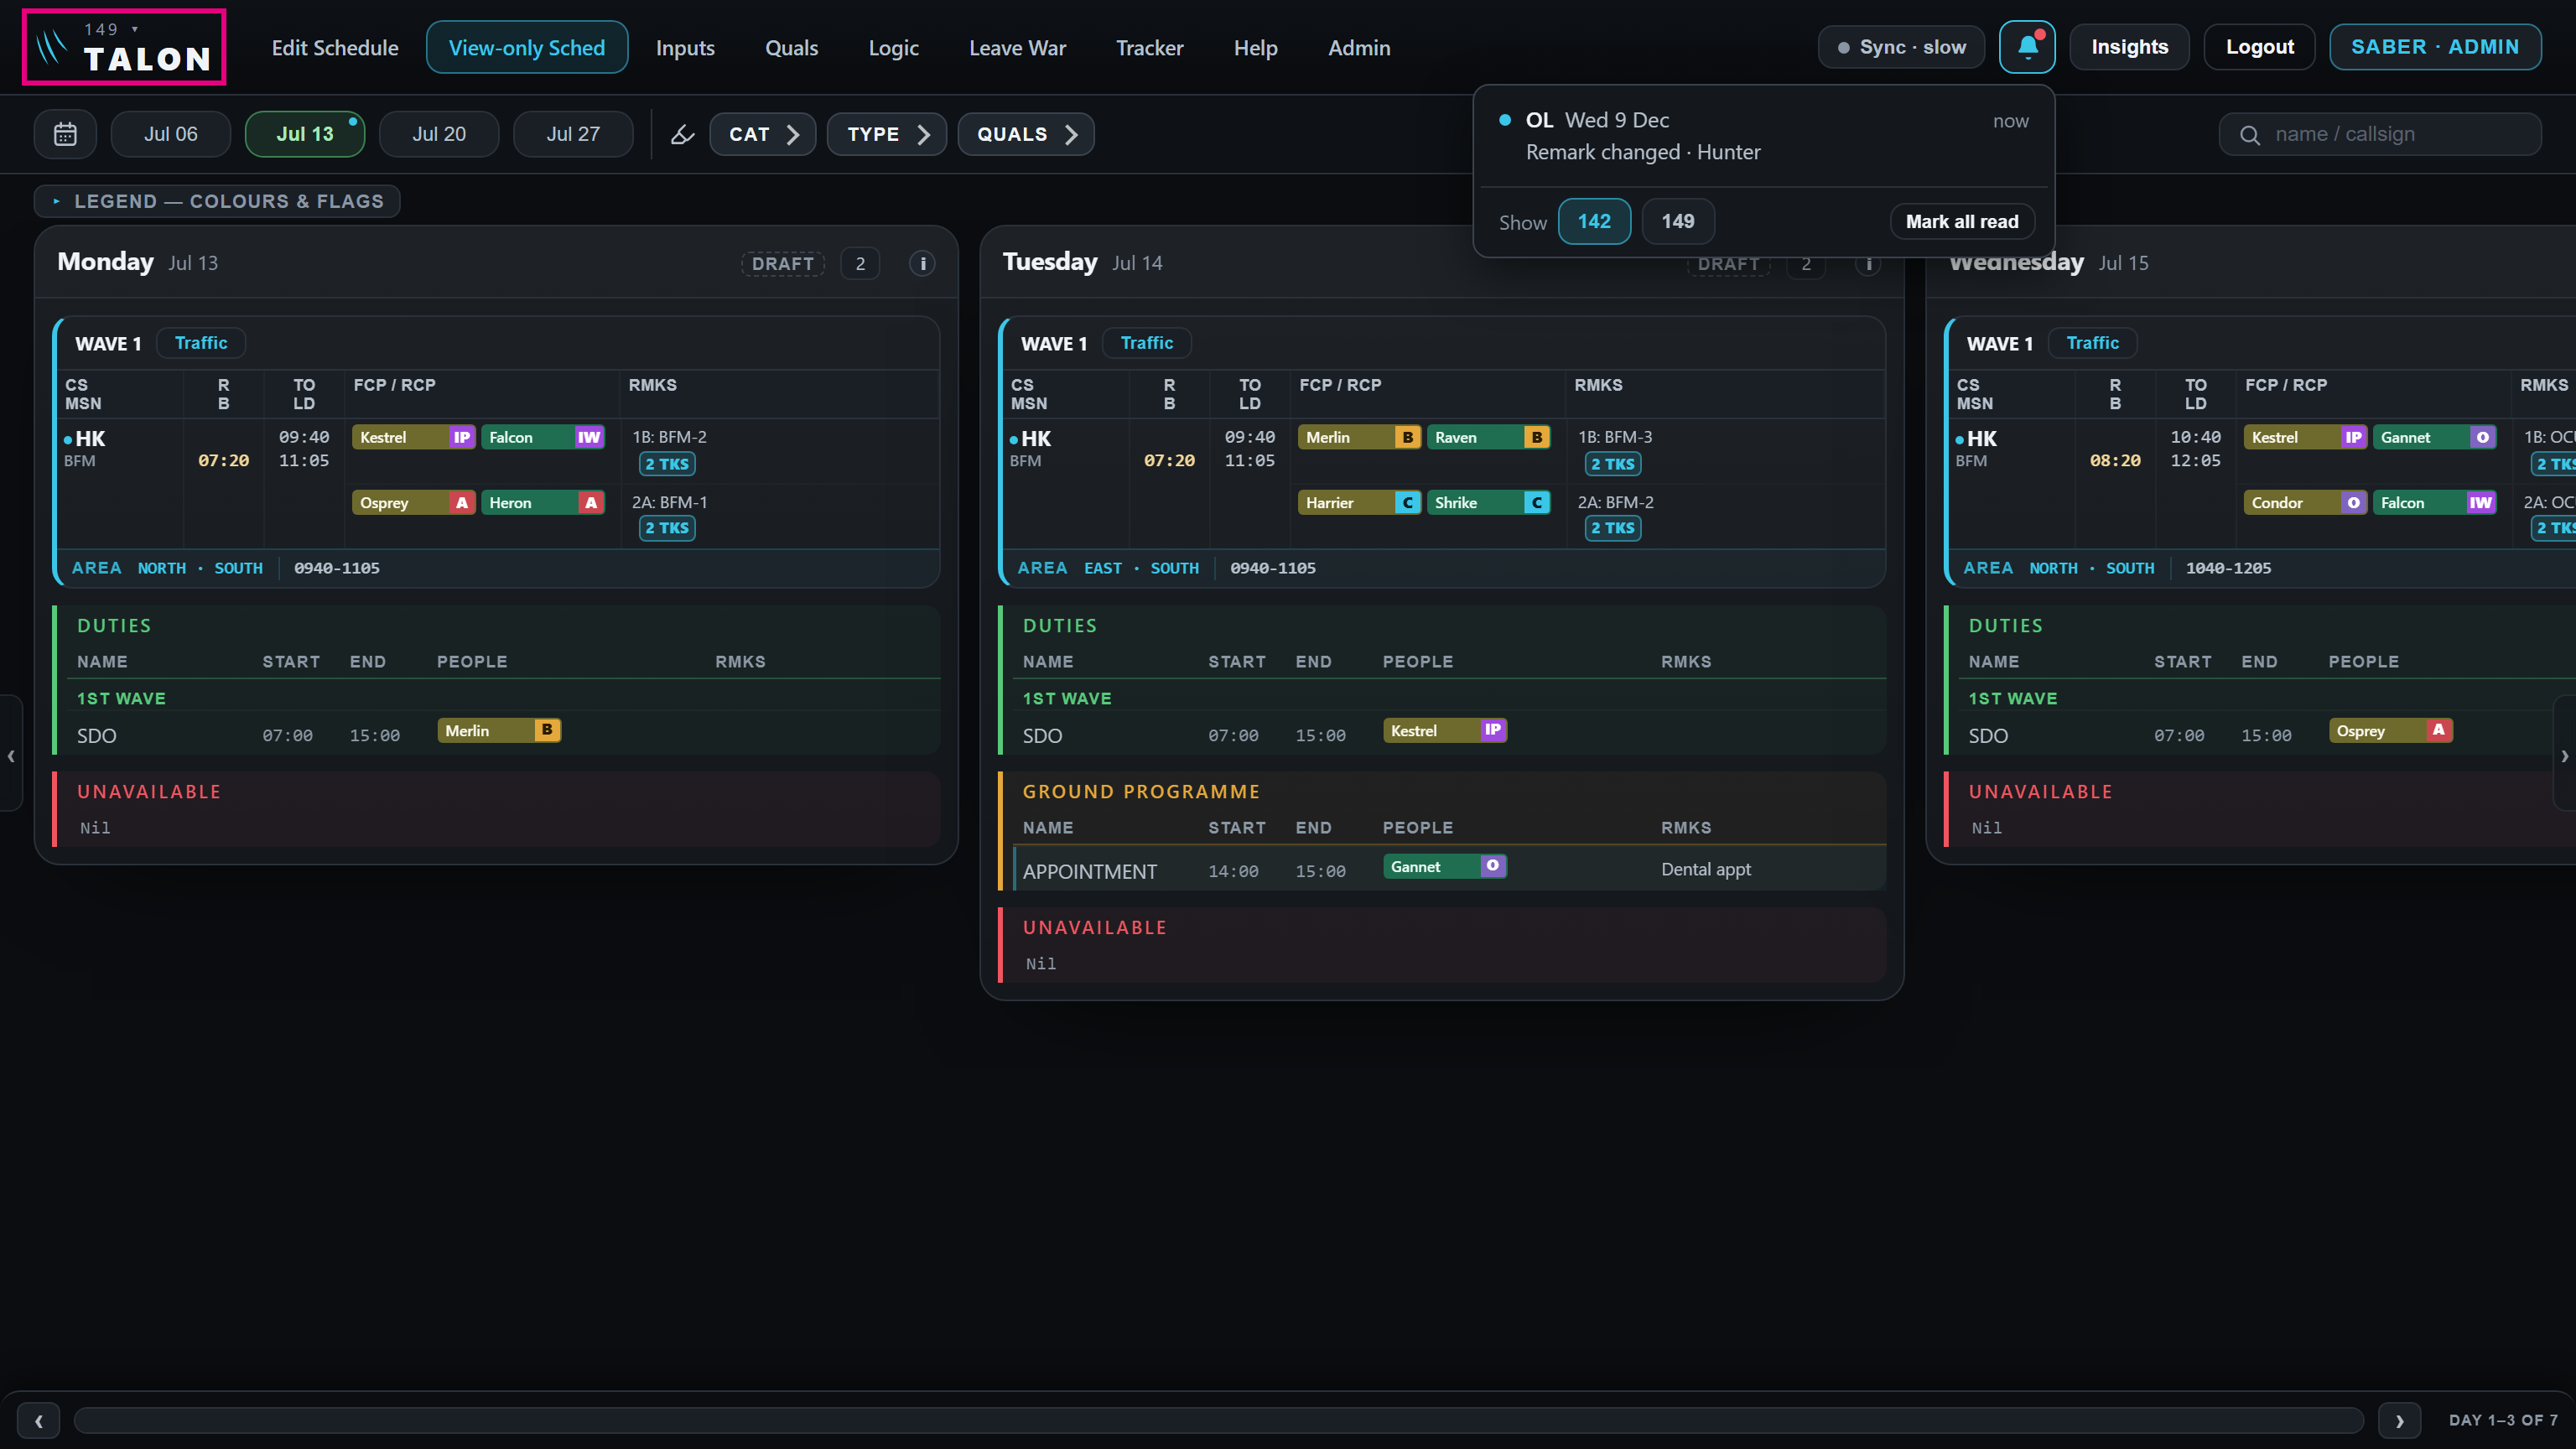 149 ▾
TALON
Edit Schedule View-only Sched Inputs Quals Logic Leave War Tracker Help Admin
Sync · slow Insights Logout SABER · ADMIN
Jul 06 Jul 13 Jul 20 Jul 27 CAT TYPE QUALS name / callsign
OL Wed 9 Dec now
Remark changed · Hunter
Show 142 149 Mark all read
LEGEND — COLOURS & FLAGS
Monday Jul 13 DRAFT 2 i
WAVE 1 Traffic
CS R TO FCP / RCP RMKS
MSN B LD
HK 09:40 Kestrel IP Falcon IW 1B: BFM-2
BFM 07:20 11:05 2 TKS
Osprey A Heron A 2A: BFM-1
2 TKS
AREA NORTH · SOUTH 0940-1105
DUTIES
NAME START END PEOPLE RMKS
1ST WAVE
SDO 07:00 15:00 Merlin B
UNAVAILABLE
Nil
Tuesday Jul 14 DRAFT 2 i
WAVE 1 Traffic
CS R TO FCP / RCP RMKS
MSN B LD
HK 09:40 Merlin B Raven B 1B: BFM-3
BFM 07:20 11:05 2 TKS
Harrier C Shrike C 2A: BFM-2
2 TKS
AREA EAST · SOUTH 0940-1105
DUTIES
NAME START END PEOPLE RMKS
1ST WAVE
SDO 07:00 15:00 Kestrel IP
GROUND PROGRAMME
NAME START END PEOPLE RMKS
APPOINTMENT 14:00 15:00 Gannet O Dental appt
UNAVAILABLE
Nil
Wednesday Jul 15
WAVE 1 Traffic
CS R TO FCP / RCP RMKS
MSN B LD
HK 10:40 Kestrel IP Gannet O 1B:
BFM 08:20 12:05 2
Condor O Falcon IW 2A:
2
AREA NORTH · SOUTH 1040-1205
DUTIES
NAME START END PEOPLE
1ST WAVE
SDO 07:00 15:00 Osprey A
UNAVAILABLE
Nil
DAY 1–3 OF 7